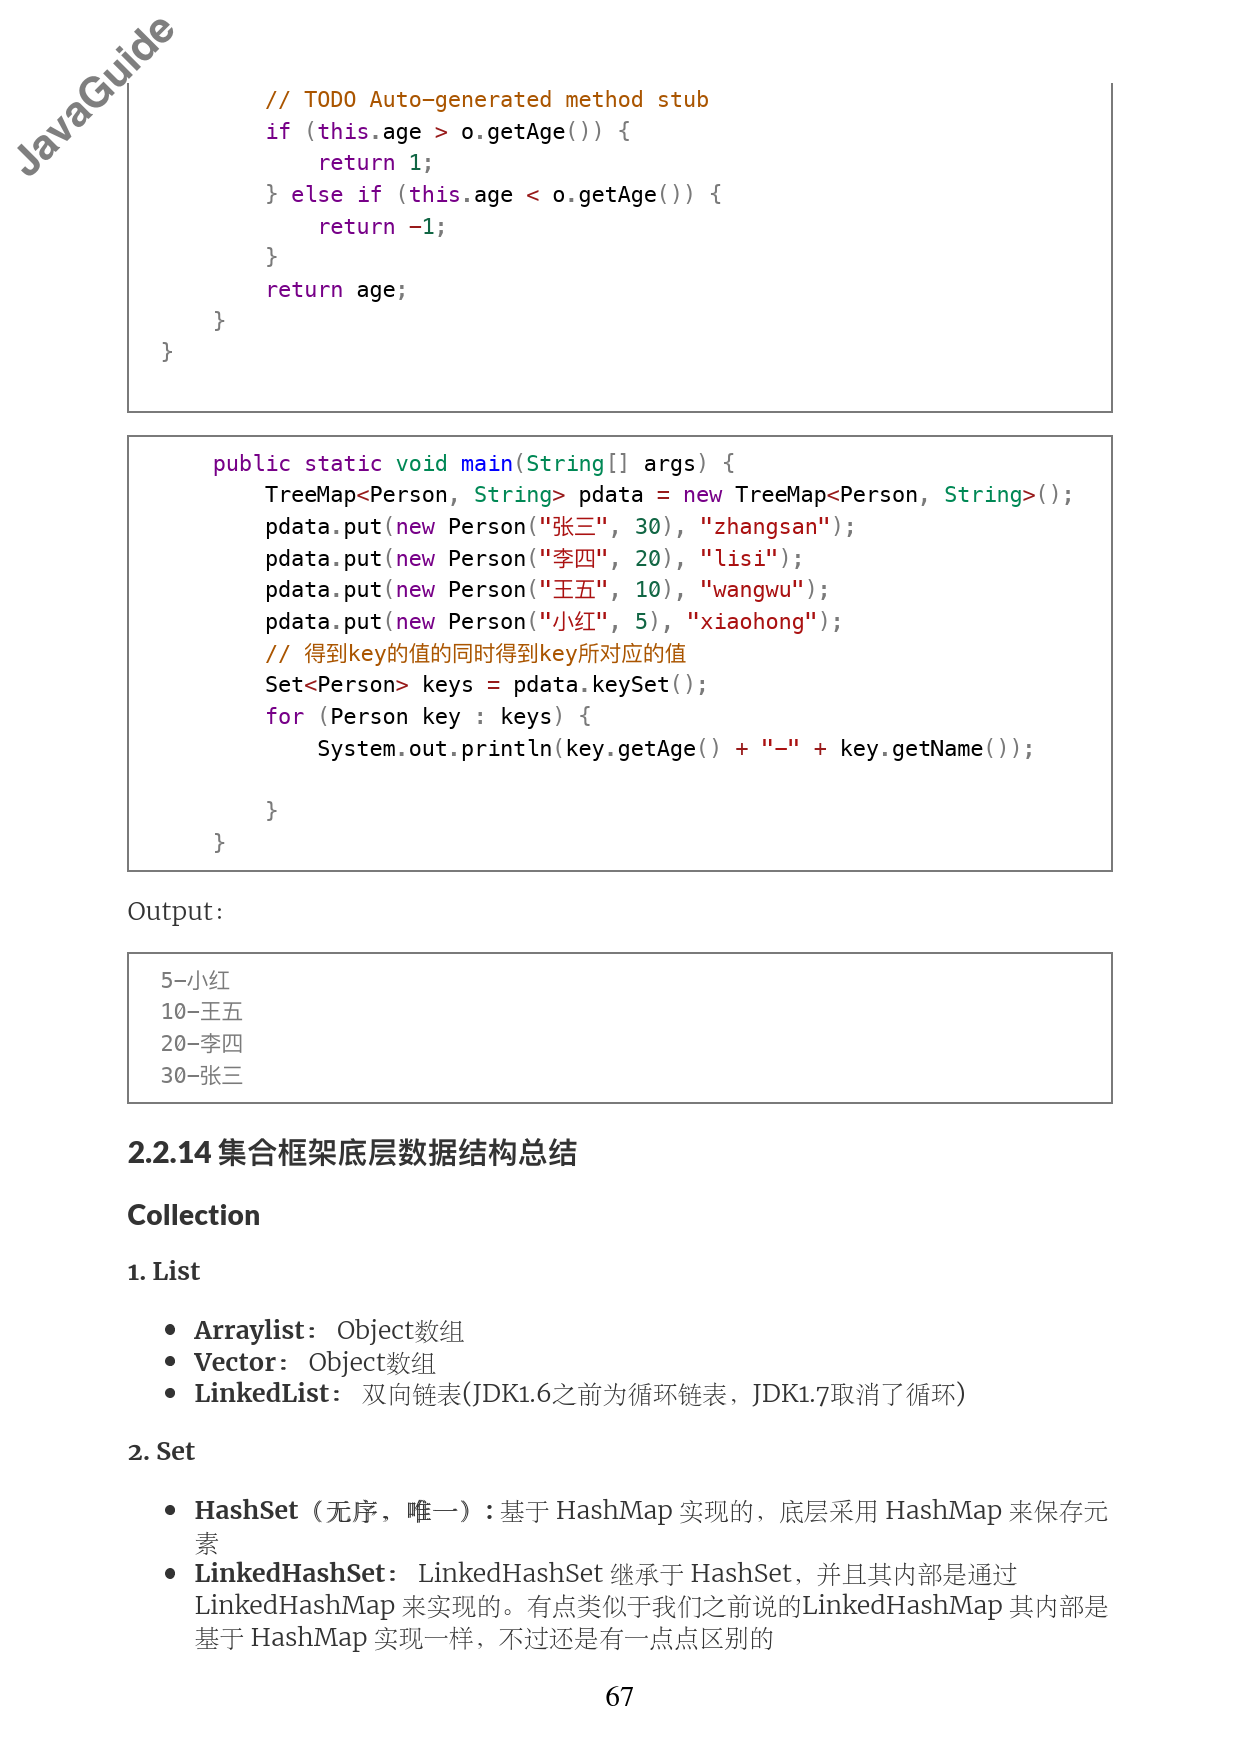 JavaGuide
        // TODO Auto-generated method stub
        if (this.age > o.getAge()) {
            return 1;
        } else if (this.age < o.getAge()) {
            return -1;
        }
        return age;
    }
}
    public static void main(String[] args) {
        TreeMap<Person, String> pdata = new TreeMap<Person, String>();
        pdata.put(new Person("张三", 30), "zhangsan");
        pdata.put(new Person("李四", 20), "lisi");
        pdata.put(new Person("王五", 10), "wangwu");
        pdata.put(new Person("小红", 5), "xiaohong");
        // 得到key的值的同时得到key所对应的值
        Set<Person> keys = pdata.keySet();
        for (Person key : keys) {
            System.out.println(key.getAge() + "-" + key.getName());
        }
    }
Output：
5-小红
10-王五
20-李四
30-张三
2.2.14 集合框架底层数据结构总结
Collection
1. List
• Arraylist： Object数组
• Vector： Object数组
• LinkedList： 双向链表(JDK1.6之前为循环链表，JDK1.7取消了循环)
2. Set
• HashSet（无序，唯一）: 基于 HashMap 实现的，底层采用 HashMap 来保存元
素
• LinkedHashSet： LinkedHashSet 继承于 HashSet，并且其内部是通过
LinkedHashMap 来实现的。有点类似于我们之前说的LinkedHashMap 其内部是
基于 HashMap 实现一样，不过还是有一点点区别的
67